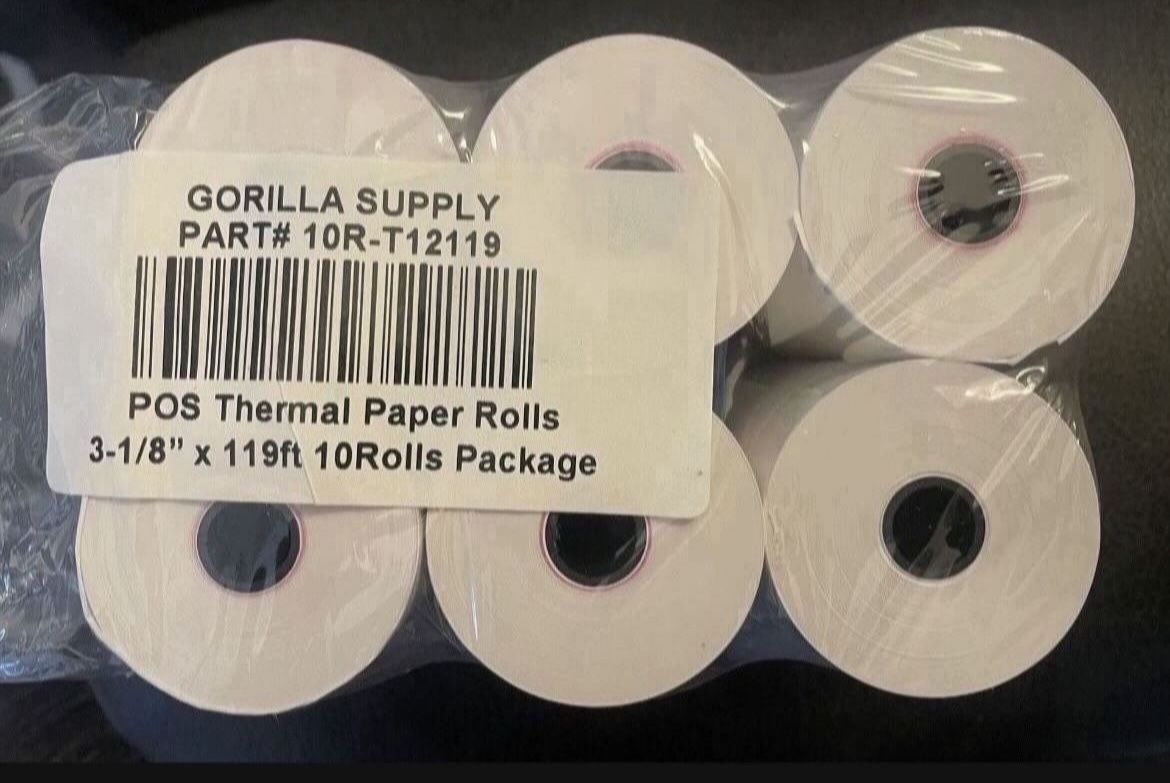 GORILLA SUPPLY
PART# 10R-T12119
POS Thermal Paper Rolls
3-1/8” x 119ft 10Rolls Package